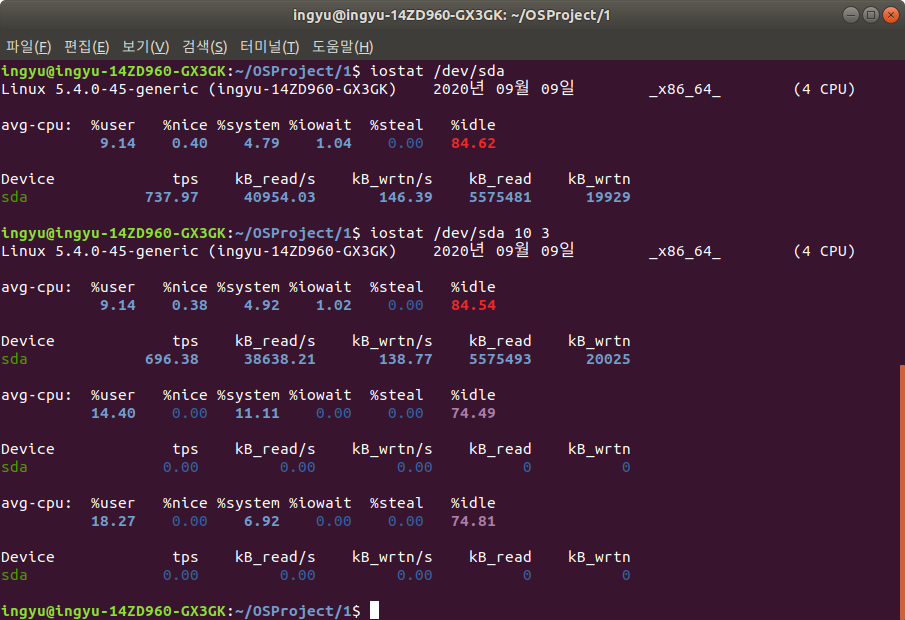 ingyu@ingyu-14ZD960-GX3GK: ~/OSProject/1
파일(F) 편집(E) 보기(V) 검색(S) 터미널(T) 도움말(H)
ingyu@ingyu-14ZD960-GX3GK:~/OSProject/1$ iostat /dev/sda
Linux 5.4.0-45-generic (ingyu-14ZD960-GX3GK) 2020년 09월 09일 _x86_64_ (4 CPU)
avg-cpu: %user %nice %system %iowait %steal %idle
9.14 0.40 4.79 1.04 0.00 84.62
Device tps kB_read/s kB_wrtn/s kB_read kB_wrtn
sda 737.97 40954.03 146.39 5575481 19929
ingyu@ingyu-14ZD960-GX3GK:~/OSProject/1$ iostat /dev/sda 10 3
Linux 5.4.0-45-generic (ingyu-14ZD960-GX3GK) 2020년 09월 09일 _x86_64_ (4 CPU)
avg-cpu: %user %nice %system %iowait %steal %idle
9.14 0.38 4.92 1.02 0.00 84.54
Device tps kB_read/s kB_wrtn/s kB_read kB_wrtn
sda 696.38 38638.21 138.77 5575493 20025
avg-cpu: %user %nice %system %iowait %steal %idle
14.40 0.00 11.11 0.00 0.00 74.49
Device tps kB_read/s kB_wrtn/s kB_read kB_wrtn
sda 0.00 0.00 0.00 0 0
avg-cpu: %user %nice %system %iowait %steal %idle
18.27 0.00 6.92 0.00 0.00 74.81
Device tps kB_read/s kB_wrtn/s kB_read kB_wrtn
sda 0.00 0.00 0.00 0 0
ingyu@ingyu-14ZD960-GX3GK:~/OSProject/1$